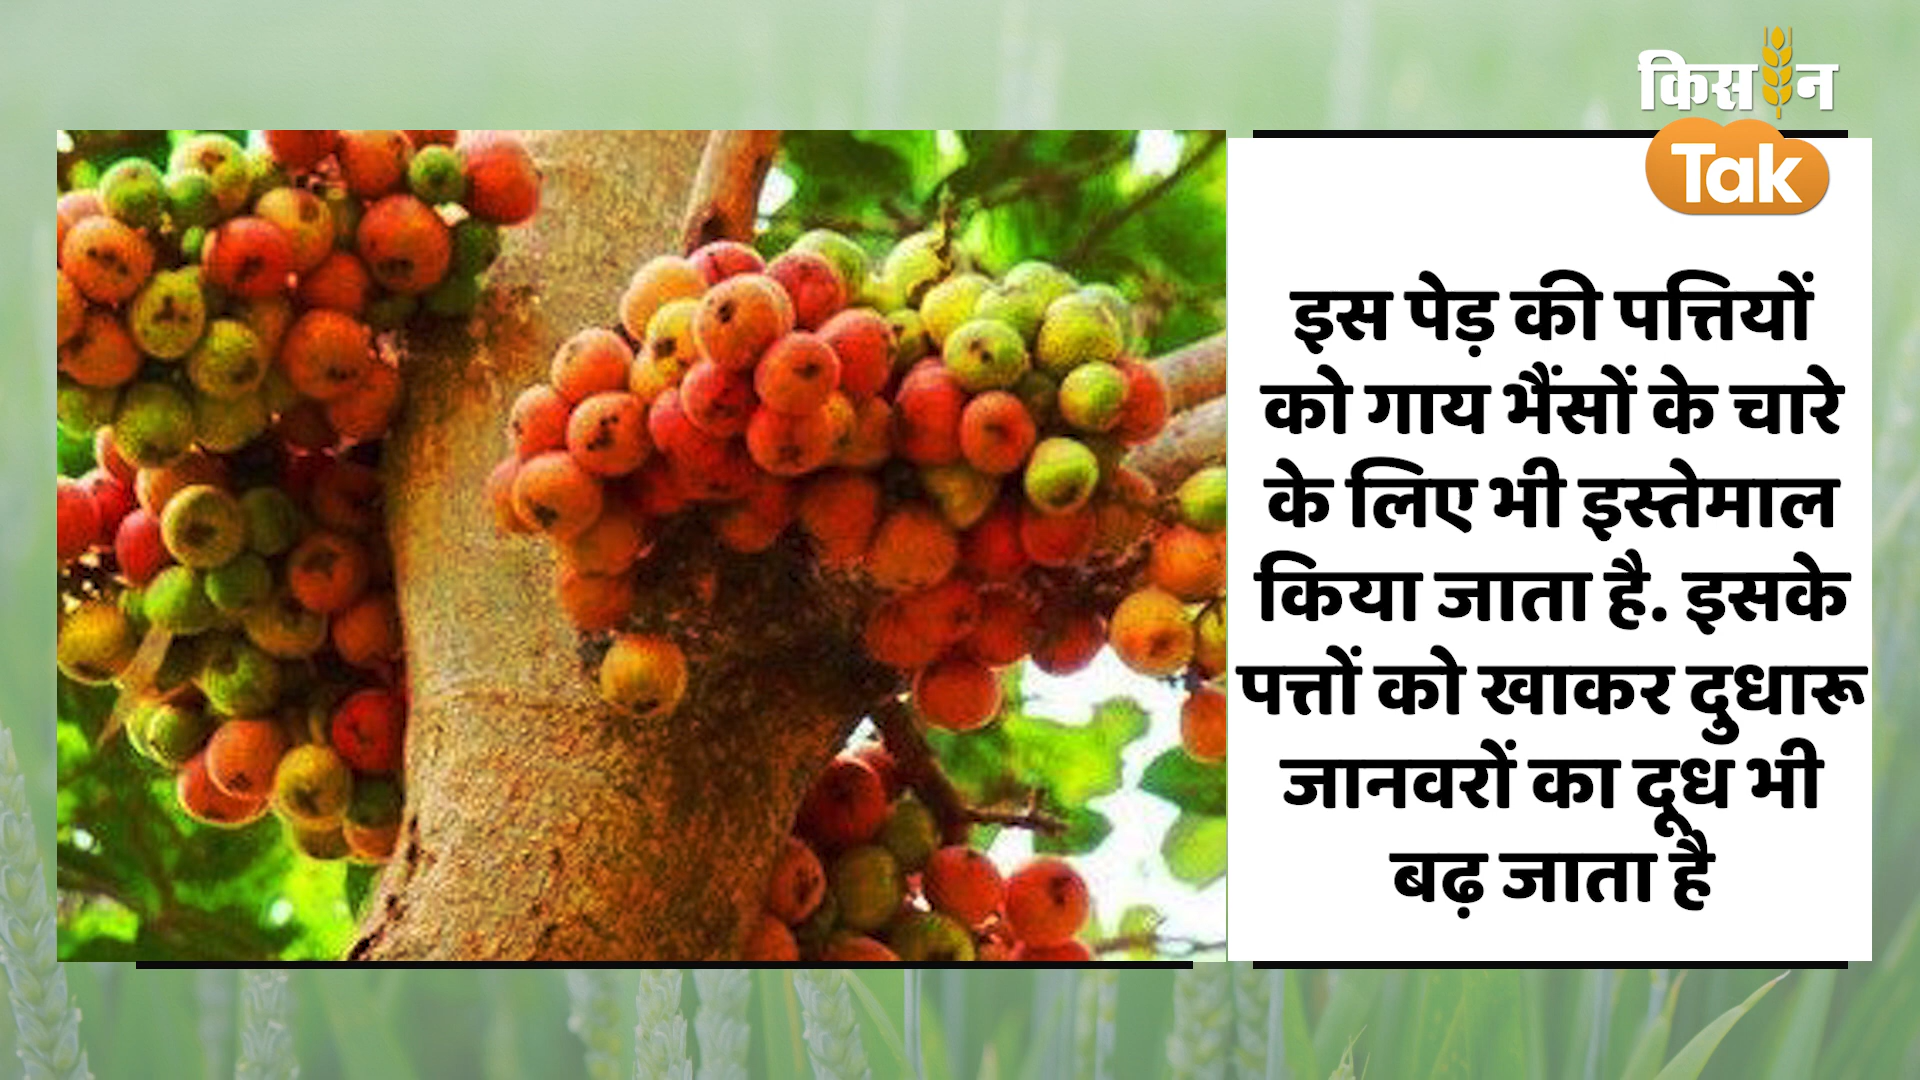 किसान
Tak
इस पेड़ की पत्तियों
को गाय भैंसों के चारे
के लिए भी इस्तेमाल
किया जाता है. इसके
पत्तों को खाकर दुधारू
जानवरों का दूध भी
बढ़ जाता है